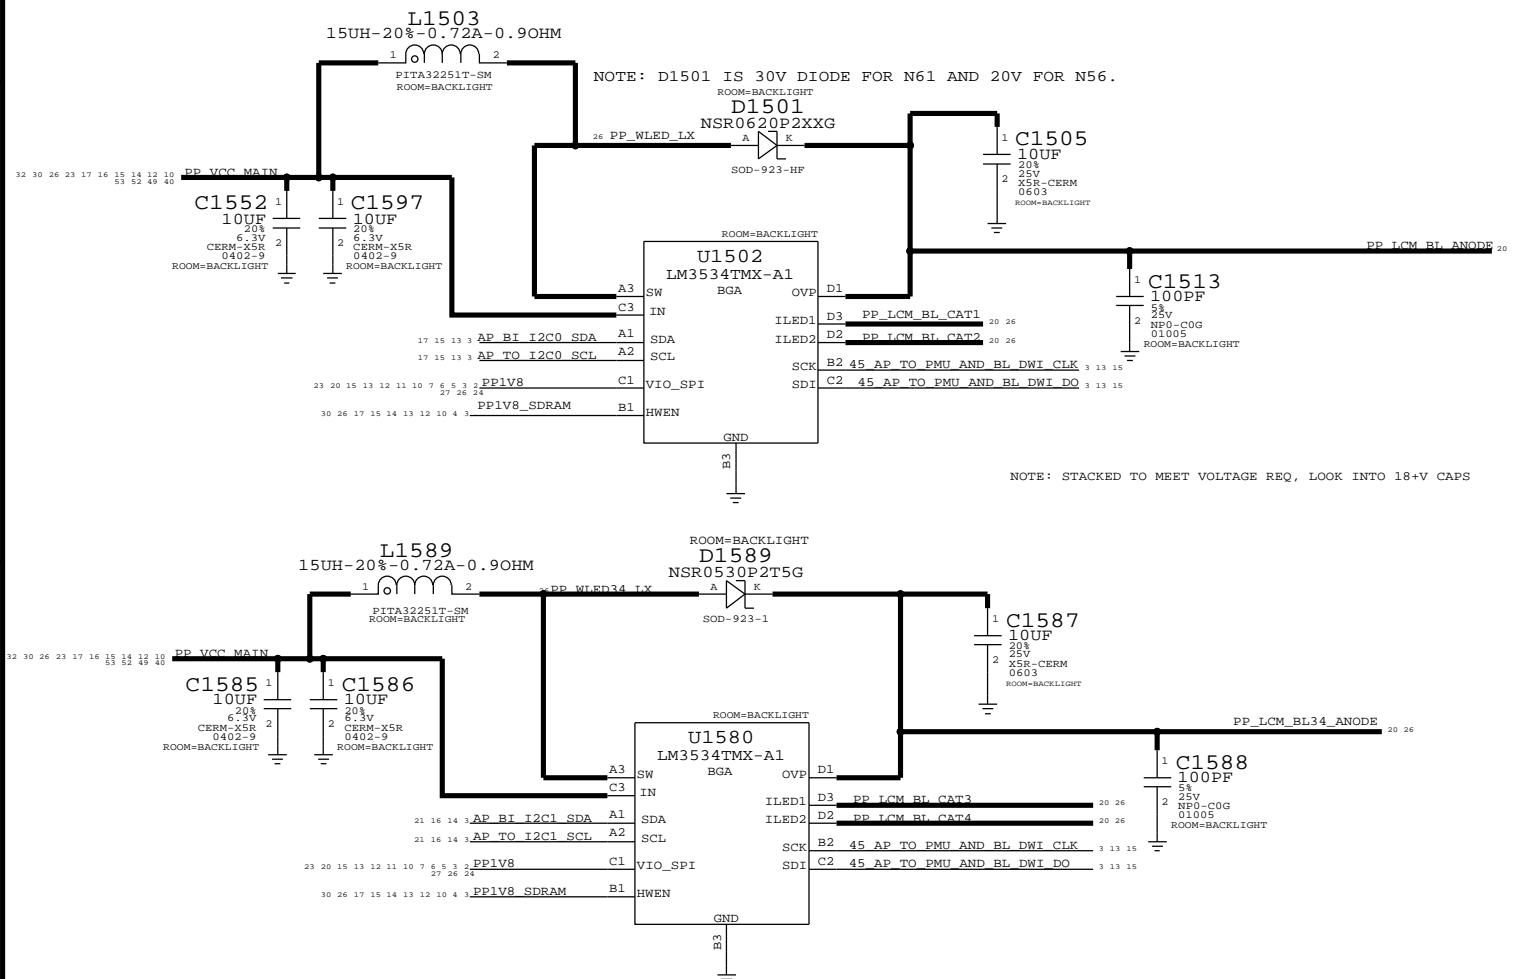 L1503
15UH-20%-0.72A-0.9OHM
1
2
PITA32251T-SM
ROOM=BACKLIGHT
NOTE: D1501 IS 30V DIODE FOR N61 AND 20V FOR N56.
ROOM=BACKLIGHT
D1501
NSR0620P2XXG
26 PP_WLED_LX
A
K
SOD-923-HF
1
C1505
10UF
20%
25V
2
X5R-CERM
0603
ROOM=BACKLIGHT
32 30 26 23 17 16 15 14 12 10
53 52 49 40
PP_VCC_MAIN
C1552
1
10UF
20%
6.3V
2
CERM-X5R
0402-9
ROOM=BACKLIGHT
1
C1597
10UF
20%
6.3V
2
CERM-X5R
0402-9
ROOM=BACKLIGHT
ROOM=BACKLIGHT
U1502
LM3534TMX-A1
BGA
PP_LCM_BL_ANODE 20
1
C1513
100PF
5%
25V
2
NP0-C0G
01005
ROOM=BACKLIGHT
A3 SW
C3 IN
17 15 13 3 AP_BI_I2C0_SDA A1 SDA
17 15 13 3 AP_TO_I2C0_SCL A2 SCL
23 20 15 13 12 11 10 7 6 5 3 2 PP1V8 C1 VIO_SPI
27 26 24
30 26 17 15 14 13 12 10 4 3 PP1V8_SDRAM B1 HWEN
OVP D1
ILED1 D3 PP_LCM_BL_CAT1 20 26
ILED2 D2 PP_LCM_BL_CAT2 20 26
SCK B2 45_AP_TO_PMU_AND_BL_DWI_CLK 3 13 15
SDI C2 45_AP_TO_PMU_AND_BL_DWI_DO 3 13 15
GND
B3
NOTE: STACKED TO MEET VOLTAGE REQ, LOOK INTO 18+V CAPS
L1589
15UH-20%-0.72A-0.9OHM
1
2
PITA32251T-SM
ROOM=BACKLIGHT
ROOM=BACKLIGHT
D1589
NSR0530P2T5G
26 PP_WLED34_LX
A
K
SOD-923-1
1
C1587
10UF
20%
25V
2
X5R-CERM
0603
ROOM=BACKLIGHT
32 30 26 23 17 16 15 14 12 10
53 52 49 40
PP_VCC_MAIN
C1585
1
10UF
20%
6.3V
2
CERM-X5R
0402-9
ROOM=BACKLIGHT
1
C1586
10UF
20%
6.3V
2
CERM-X5R
0402-9
ROOM=BACKLIGHT
ROOM=BACKLIGHT
U1580
LM3534TMX-A1
BGA
PP_LCM_BL34_ANODE 20 26
1
C1588
100PF
5%
25V
2
NP0-C0G
01005
ROOM=BACKLIGHT
A3 SW
C3 IN
21 16 14 3 AP_BI_I2C1_SDA A1 SDA
21 16 14 3 AP_TO_I2C1_SCL A2 SCL
23 20 15 13 12 11 10 7 6 5 3 2 PP1V8 C1 VIO_SPI
27 26 24
30 26 17 15 14 13 12 10 4 3 PP1V8_SDRAM B1 HWEN
OVP D1
ILED1 D3 PP_LCM_BL_CAT3 20 26
ILED2 D2 PP_LCM_BL_CAT4 20 26
SCK B2 45_AP_TO_PMU_AND_BL_DWI_CLK 3 13 15
SDI C2 45_AP_TO_PMU_AND_BL_DWI_DO 3 13 15
GND
B3